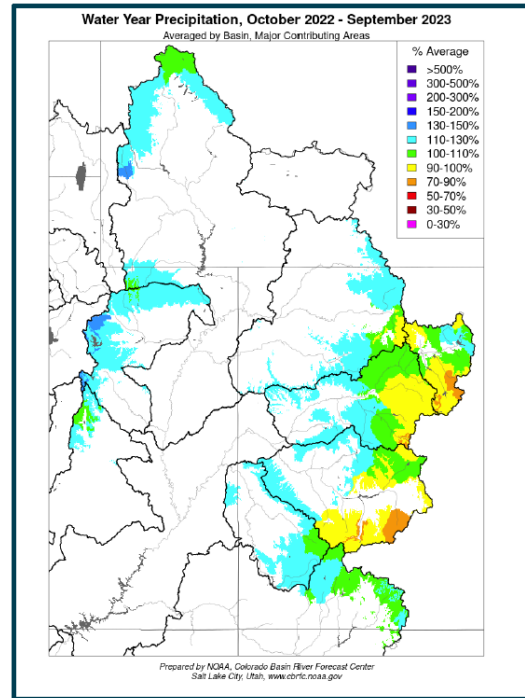 Water Year Precipitation, October 2022 - September 2023
Averaged by Basin, Major Contributing Areas
% Average
>500%
300-500%
200-300%
150-200%
130-150%
110-130%
100-110%
90-100%
70-90%
50-70%
30-50%
0-30%
Prepared by NOAA, Colorado Basin River Forecast Center
Salt Lake City, Utah, www.cbrfc.noaa.gov